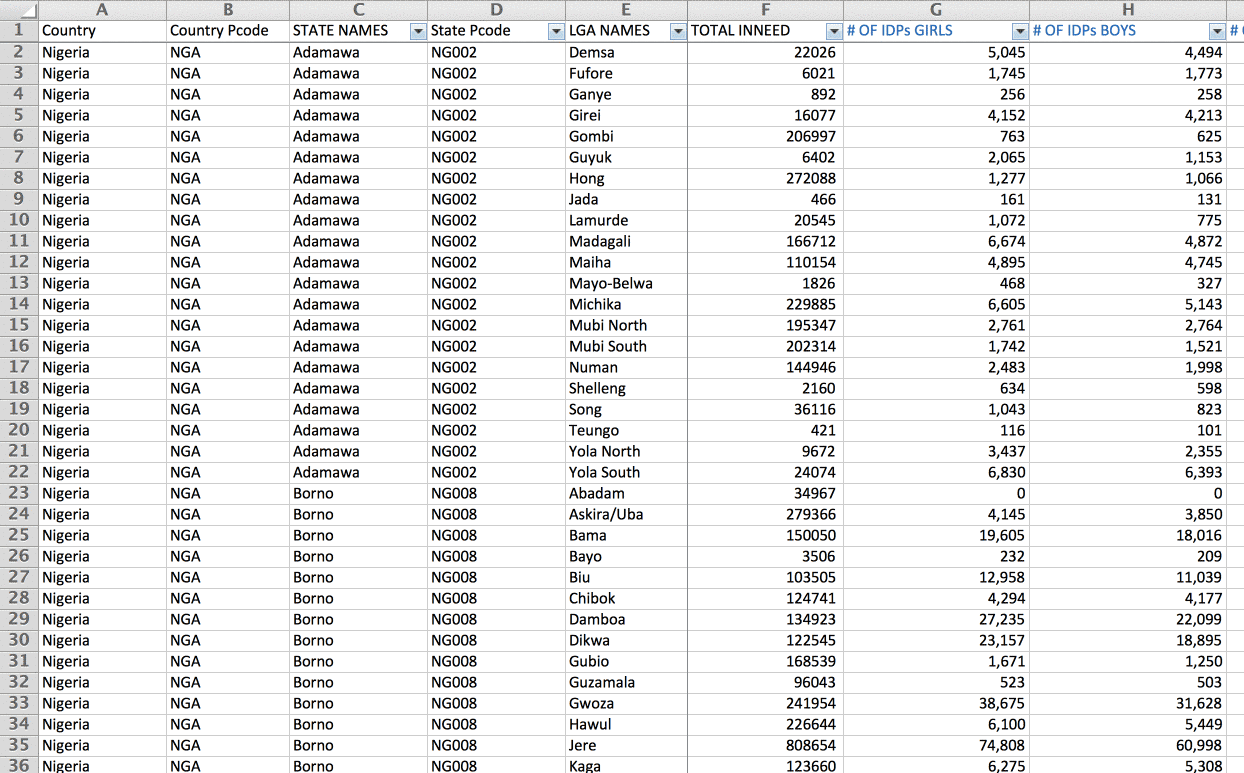 A B C D E F G H
1 Country Country Pcode STATE NAMES State Pcode LGA NAMES TOTAL INNEED # OF IDPs GIRLS # OF IDPs BOYS #
2 Nigeria NGA Adamawa NG002 Demsa 22026 5,045 4,494
3 Nigeria NGA Adamawa NG002 Fufore 6021 1,745 1,773
4 Nigeria NGA Adamawa NG002 Ganye 892 256 258
5 Nigeria NGA Adamawa NG002 Girei 16077 4,152 4,213
6 Nigeria NGA Adamawa NG002 Gombi 206997 763 625
7 Nigeria NGA Adamawa NG002 Guyuk 6402 2,065 1,153
8 Nigeria NGA Adamawa NG002 Hong 272088 1,277 1,066
9 Nigeria NGA Adamawa NG002 Jada 466 161 131
10 Nigeria NGA Adamawa NG002 Lamurde 20545 1,072 775
11 Nigeria NGA Adamawa NG002 Madagali 166712 6,674 4,872
12 Nigeria NGA Adamawa NG002 Maiha 110154 4,895 4,745
13 Nigeria NGA Adamawa NG002 Mayo-Belwa 1826 468 327
14 Nigeria NGA Adamawa NG002 Michika 229885 6,605 5,143
15 Nigeria NGA Adamawa NG002 Mubi North 195347 2,761 2,764
16 Nigeria NGA Adamawa NG002 Mubi South 202314 1,742 1,521
17 Nigeria NGA Adamawa NG002 Numan 144946 2,483 1,998
18 Nigeria NGA Adamawa NG002 Shelleng 2160 634 598
19 Nigeria NGA Adamawa NG002 Song 36116 1,043 823
20 Nigeria NGA Adamawa NG002 Teungo 421 116 101
21 Nigeria NGA Adamawa NG002 Yola North 9672 3,437 2,355
22 Nigeria NGA Adamawa NG002 Yola South 24074 6,830 6,393
23 Nigeria NGA Borno NG008 Abadam 34967 0 0
24 Nigeria NGA Borno NG008 Askira/Uba 279366 4,145 3,850
25 Nigeria NGA Borno NG008 Bama 150050 19,605 18,016
26 Nigeria NGA Borno NG008 Bayo 3506 232 209
27 Nigeria NGA Borno NG008 Biu 103505 12,958 11,039
28 Nigeria NGA Borno NG008 Chibok 124741 4,294 4,177
29 Nigeria NGA Borno NG008 Damboa 134923 27,235 22,099
30 Nigeria NGA Borno NG008 Dikwa 122545 23,157 18,895
31 Nigeria NGA Borno NG008 Gubio 168539 1,671 1,250
32 Nigeria NGA Borno NG008 Guzamala 96043 523 503
33 Nigeria NGA Borno NG008 Gwoza 241954 38,675 31,628
34 Nigeria NGA Borno NG008 Hawul 226644 6,100 5,449
35 Nigeria NGA Borno NG008 Jere 808654 74,808 60,998
36 Nigeria NGA Borno NG008 Kaga 123660 6,275 5,308